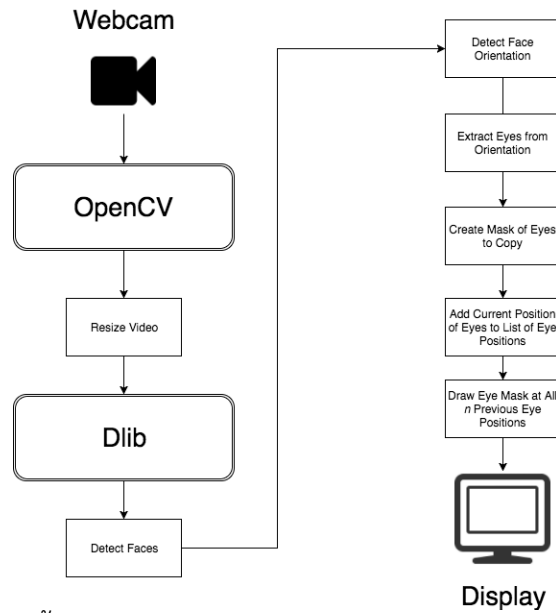 Webcam
OpenCV
Resize Video
Dlib
Detect Faces
Detect Face
Orientation
Extract Eyes from
Orientation
Create Mask of Eyes
to Copy
Add Current Position
of Eyes to List of Eye
Positions
Draw Eye Mask at All
n Previous Eye
Positions
Display